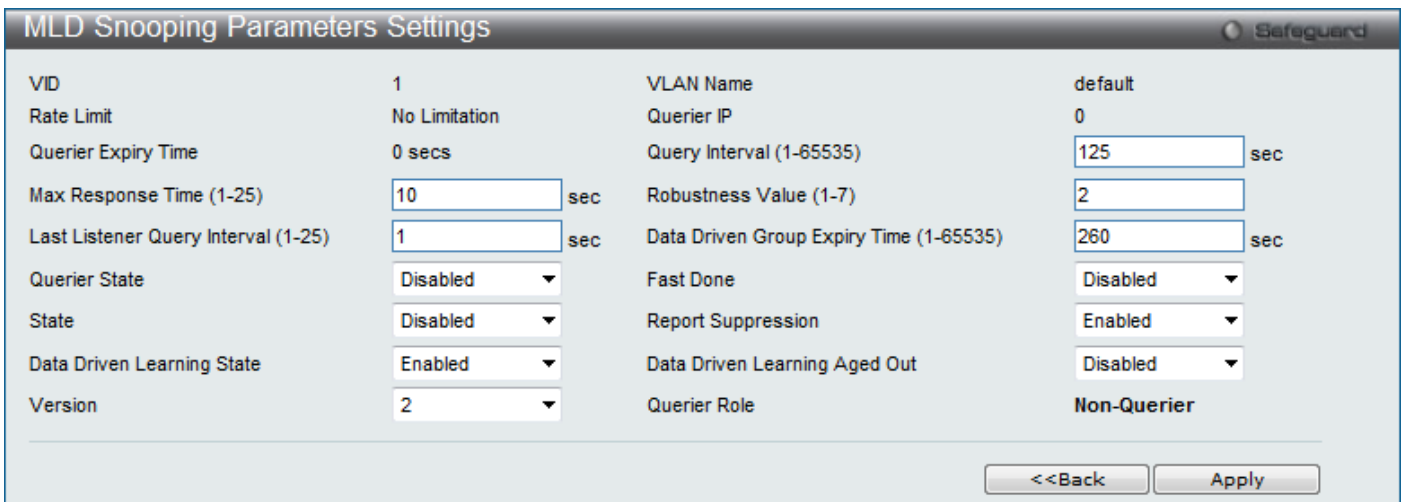 MLD Snooping Parameters Settings
Safeguard
VID 1 VLAN Name default
Rate Limit No Limitation Querier IP 0
Querier Expiry Time 0 secs Query Interval (1-65535) 125 sec
Max Response Time (1-25) 10 sec Robustness Value (1-7) 2
Last Listener Query Interval (1-25) 1 sec Data Driven Group Expiry Time (1-65535) 260 sec
Querier State Disabled Fast Done Disabled
State Disabled Report Suppression Enabled
Data Driven Learning State Enabled Data Driven Learning Aged Out Disabled
Version 2 Querier Role Non-Querier
<<Back Apply